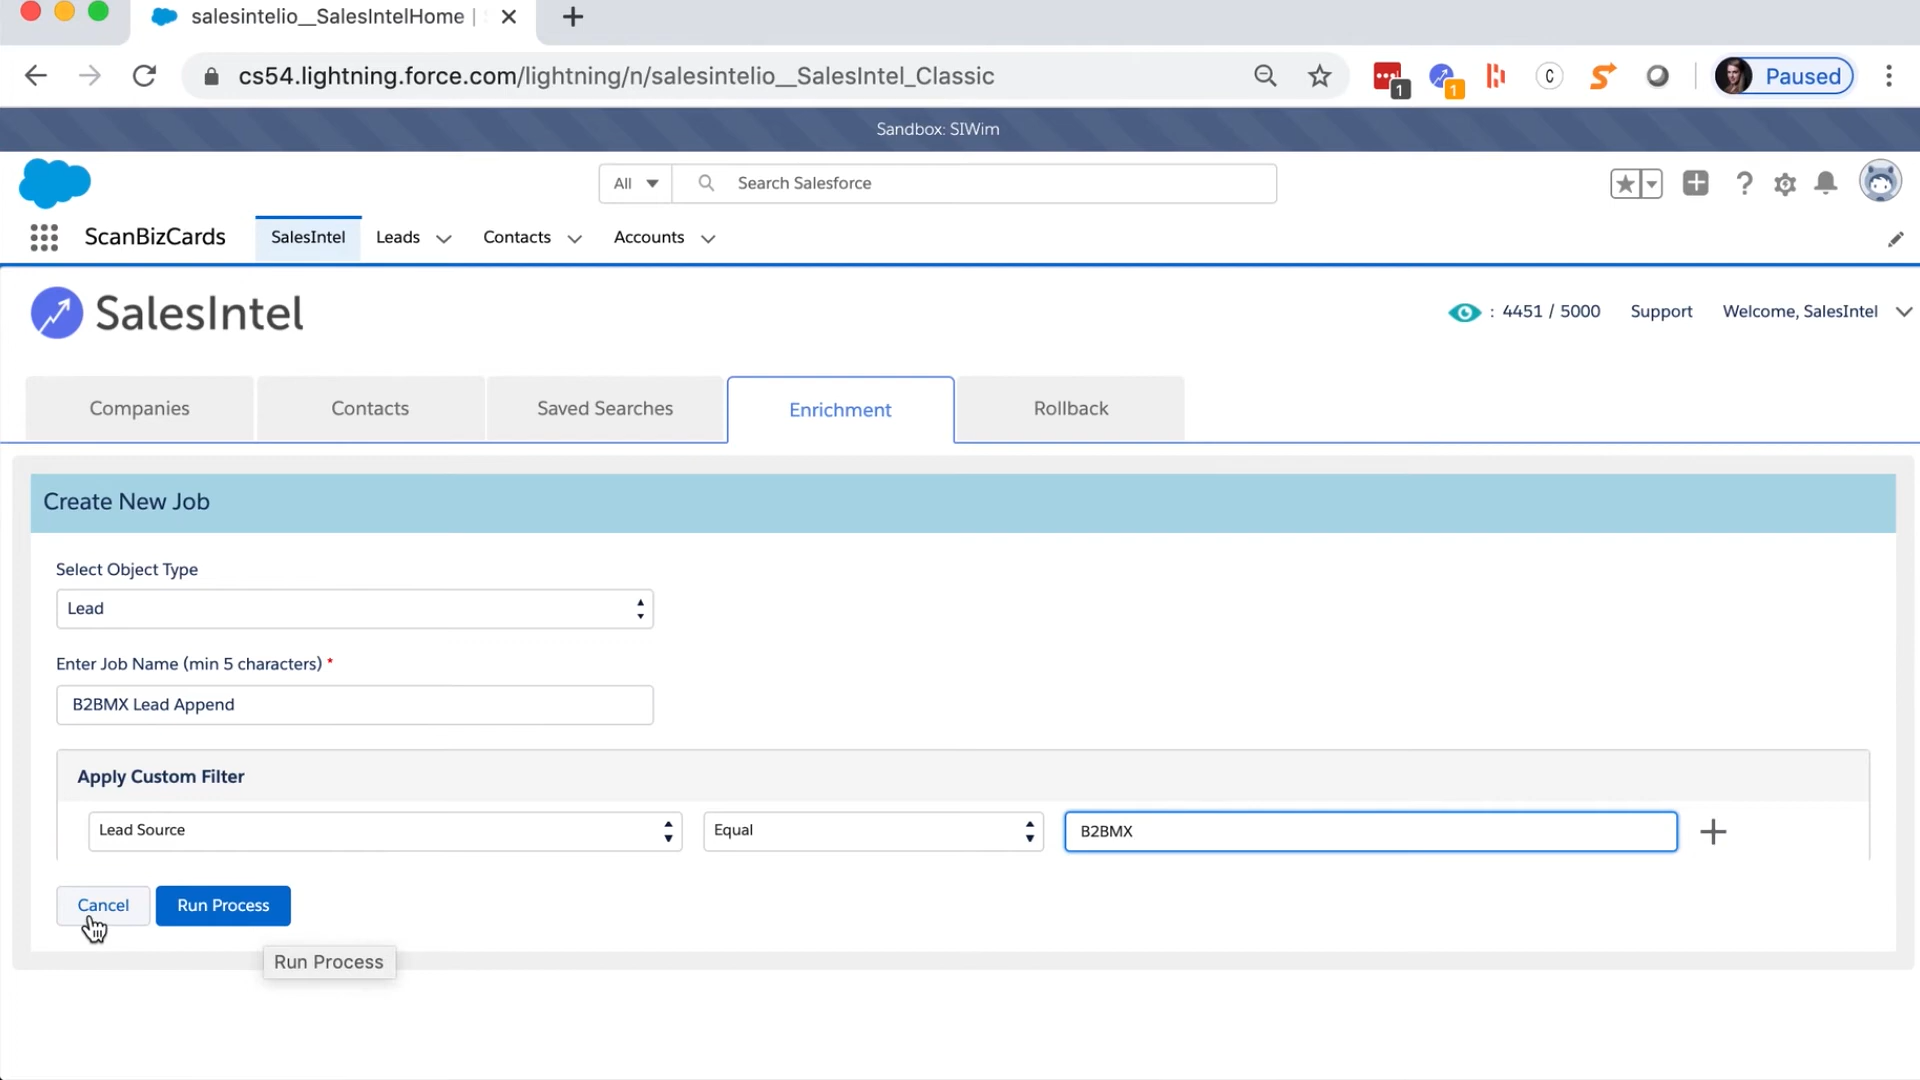 salesintelio__SalesIntelHome |
cs54.lightning.force.com/lightning/n/salesintelio__SalesIntel_Classic
1
1
C
Paused
Sandbox: SIWim
All
Search Salesforce
ScanBizCards
SalesIntel
Leads
Contacts
Accounts
SalesIntel
: 4451 / 5000
Support
Welcome, SalesIntel
Companies
Contacts
Saved Searches
Enrichment
Rollback
Create New Job
Select Object Type
Lead
Enter Job Name (min 5 characters) *
B2BMX Lead Append
Apply Custom Filter
Lead Source
Equal
B2BMX
Cancel
Run Process
Run Process